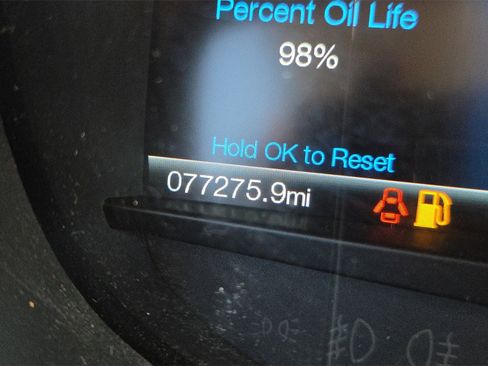 Percent Oil Life
98%
Hold OK to Reset
077275.9mi